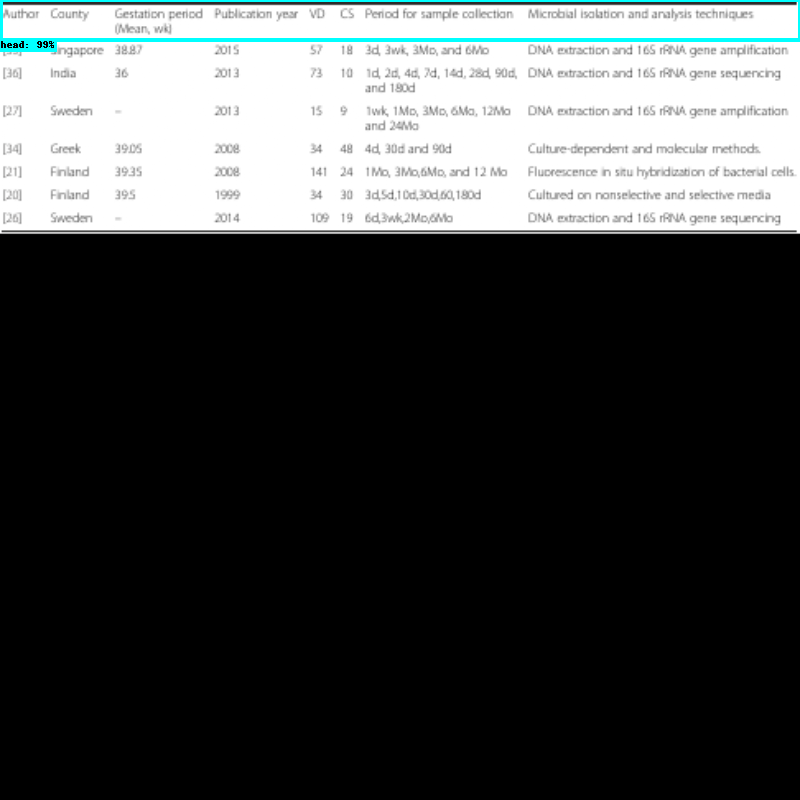 Author County Gestation period (Mean, wk) Publication year VD CS Period for sample collection Microbial isolation and analysis techniques
head: 99%
Singapore 38.87 2015 57 18 3d, 3wk, 3Mo, and 6Mo DNA extraction and 16S rRNA gene amplification
[36] India 36 2013 73 10 1d, 2d, 4d, 7d, 14d, 28d, 90d, and 180d DNA extraction and 16S rRNA gene sequencing
[27] Sweden – 2013 15 9 1wk, 1Mo, 3Mo, 6Mo, 12Mo and 24Mo DNA extraction and 16S rRNA gene amplification
[34] Greek 39.05 2008 34 48 4d, 30d and 90d Culture-dependent and molecular methods.
[21] Finland 39.35 2008 141 24 1Mo, 3Mo,6Mo, and 12 Mo Fluorescence in situ hybridization of bacterial cells.
[20] Finland 39.5 1999 34 30 3d,5d,10d,30d,60,180d Cultured on nonselective and selective media
[26] Sweden – 2014 109 19 6d,3wk,2Mo,6Mo DNA extraction and 16S rRNA gene sequencing